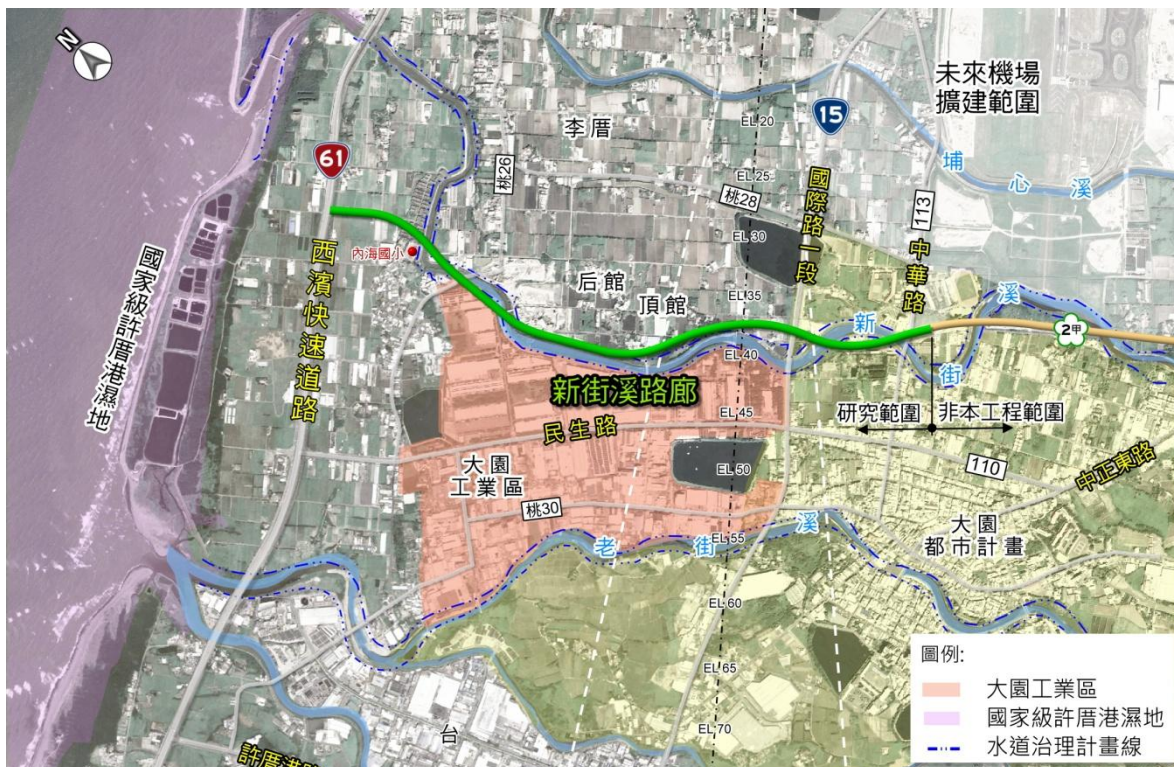 N
未來機場
擴建範圍
李厝
EL 20
15
61
桃26
埔心溪
EL 25
桃28
國際路一段
113
中華路
內海國小
EL 30
國家級許厝港濕地
西濱快速道路
后館
頂館
EL 35
新街溪
2甲
EL 40
新街溪路廊
民生路
EL 45
研究範圍
非本工程範圍
大園
工業區
EL 50
110
中正東路
桃30
大園
都市計畫
老街溪
EL 55
EL 60
EL 65
EL 70
台
許厝港
圖例:
大園工業區
國家級許厝港濕地
水道治理計畫線